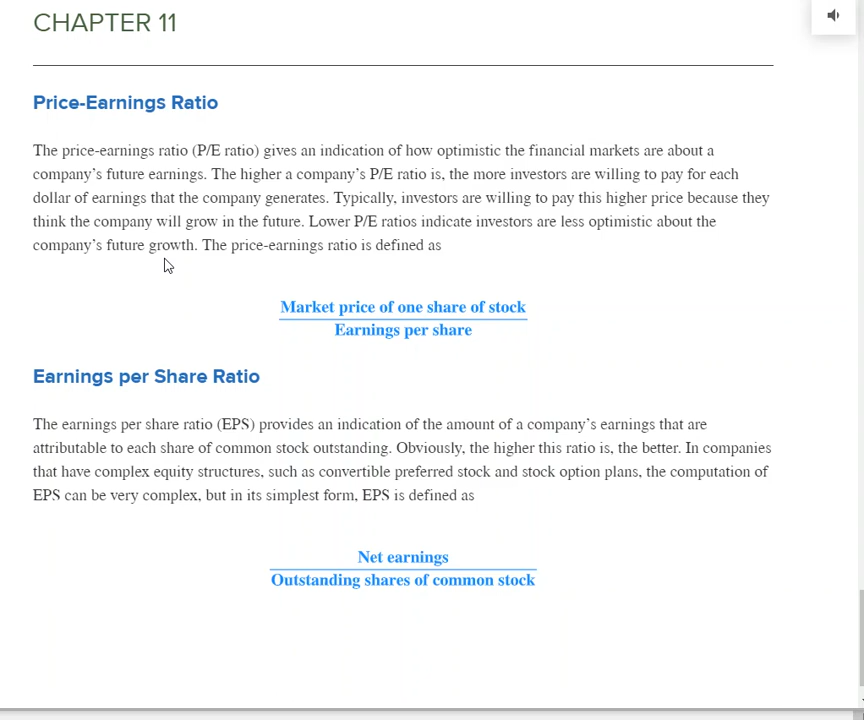 CHAPTER 11
Price-Earnings Ratio
The price-earnings ratio (P/E ratio) gives an indication of how optimistic the financial markets are about a
company’s future earnings. The higher a company’s P/E ratio is, the more investors are willing to pay for each
dollar of earnings that the company generates. Typically, investors are willing to pay this higher price because they
think the company will grow in the future. Lower P/E ratios indicate investors are less optimistic about the
company’s future growth. The price-earnings ratio is defined as
Market price of one share of stock
Earnings per share
Earnings per Share Ratio
The earnings per share ratio (EPS) provides an indication of the amount of a company’s earnings that are
attributable to each share of common stock outstanding. Obviously, the higher this ratio is, the better. In companies
that have complex equity structures, such as convertible preferred stock and stock option plans, the computation of
EPS can be very complex, but in its simplest form, EPS is defined as
Net earnings
Outstanding shares of common stock